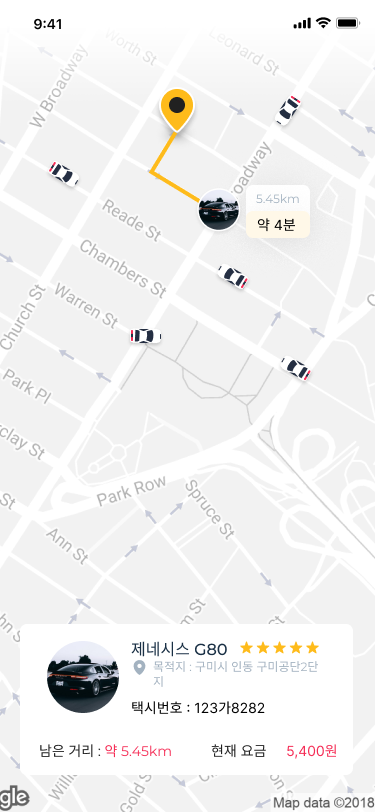 9:41
Worth St
Leonard St
W Broadway
Broadway
5.45km
약 4분
Reade St
Chambers St
Warren St
Church St
Park Pl
Park Row
Spruce St
Ann St
제네시스 G80
목적지 : 구미시 인동 구미공단2단
지
택시번호 : 123가8282
남은 거리 : 약 5.45km
현재 요금 5,400원
Gold St
Map data ©2018